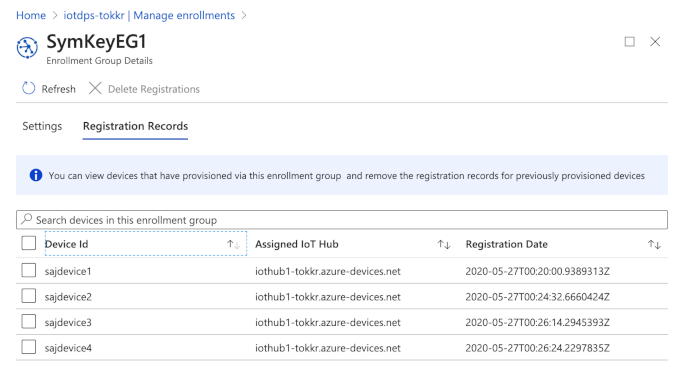 Home > iotdps-tokkr | Manage enrollments >
SymKeyEG1
Enrollment Group Details
Refresh Delete Registrations
Settings Registration Records
You can view devices that have provisioned via this enrollment group and remove the registration records for previously provisioned devices
Search devices in this enrollment group
Device Id ↑↓ Assigned IoT Hub ↑↓ Registration Date ↑↓
sajdevice1 iothub1-tokkr.azure-devices.net 2020-05-27T00:20:00.9389313Z
sajdevice2 iothub1-tokkr.azure-devices.net 2020-05-27T00:24:32.6660424Z
sajdevice3 iothub1-tokkr.azure-devices.net 2020-05-27T00:26:14.2945393Z
sajdevice4 iothub1-tokkr.azure-devices.net 2020-05-27T00:26:24.2297835Z